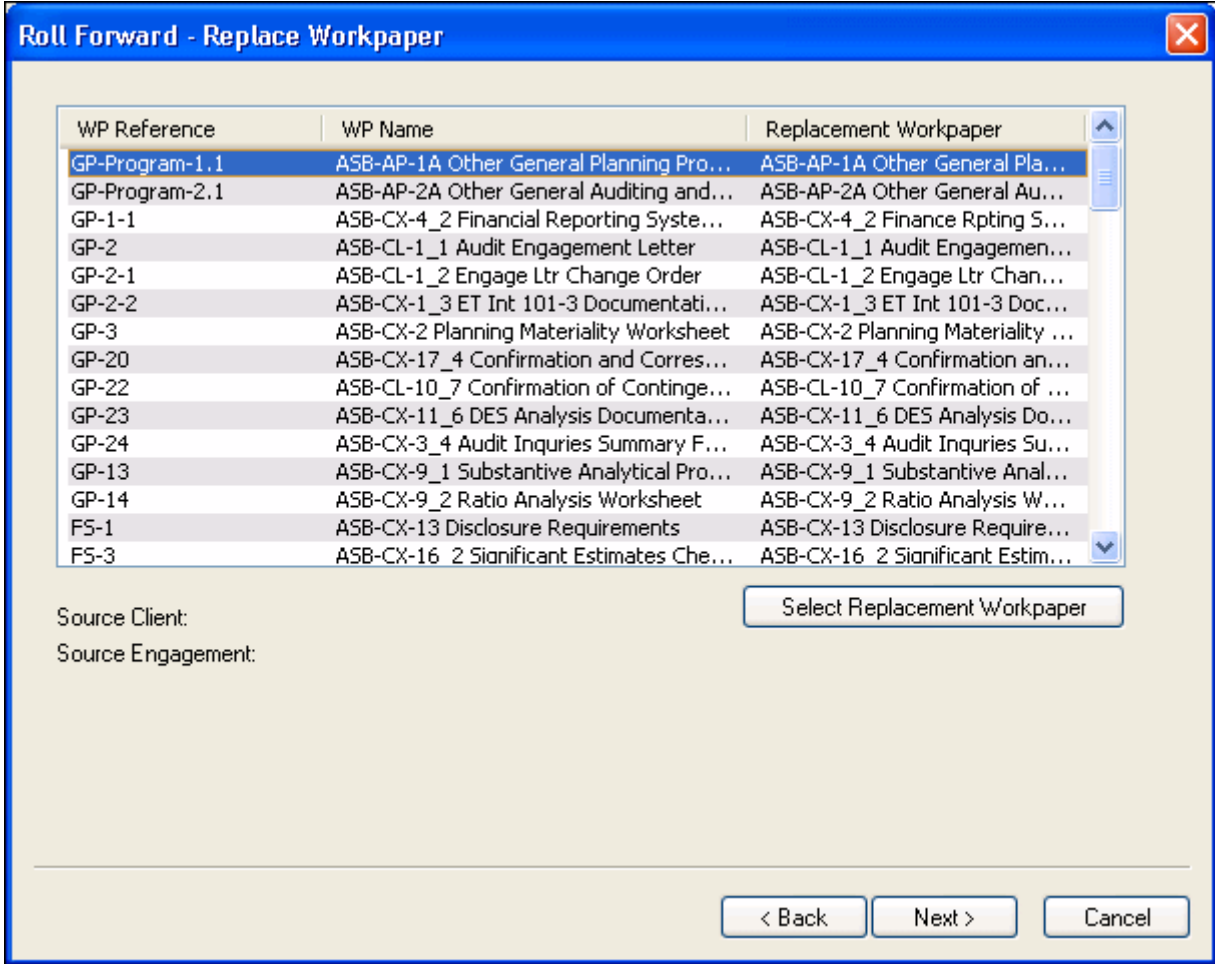 Roll Forward - Replace Workpaper
WP Reference WP Name Replacement Workpaper
GP-Program-1.1 ASB-AP-1A Other General Planning Pro... ASB-AP-1A Other General Pla...
GP-Program-2.1 ASB-AP-2A Other General Auditing and... ASB-AP-2A Other General Au...
GP-1-1 ASB-CX-4_2 Financial Reporting Syste... ASB-CX-4_2 Finance Rpting S...
GP-2 ASB-CL-1_1 Audit Engagement Letter ASB-CL-1_1 Audit Engagemen...
GP-2-1 ASB-CL-1_2 Engage Ltr Change Order ASB-CL-1_2 Engage Ltr Chan...
GP-2-2 ASB-CX-1_3 ET Int 101-3 Documentati... ASB-CX-1_3 ET Int 101-3 Doc...
GP-3 ASB-CX-2 Planning Materiality Worksheet ASB-CX-2 Planning Materiality ...
GP-20 ASB-CX-17_4 Confirmation and Corres... ASB-CX-17_4 Confirmation an...
GP-22 ASB-CL-10_7 Confirmation of Continge... ASB-CL-10_7 Confirmation of ...
GP-23 ASB-CX-11_6 DES Analysis Documenta... ASB-CX-11_6 DES Analysis Do...
GP-24 ASB-CX-3_4 Audit Inquries Summary F... ASB-CX-3_4 Audit Inquries Su...
GP-13 ASB-CX-9_1 Substantive Analytical Pro... ASB-CX-9_1 Substantive Anal...
GP-14 ASB-CX-9_2 Ratio Analysis Worksheet ASB-CX-9_2 Ratio Analysis W...
FS-1 ASB-CX-13 Disclosure Requirements ASB-CX-13 Disclosure Require...
FS-3 ASB-CX-16_2 Significant Estimates Che... ASB-CX-16_2 Significant Estim...
Select Replacement Workpaper
Source Client:
Source Engagement:
< Back Next > Cancel